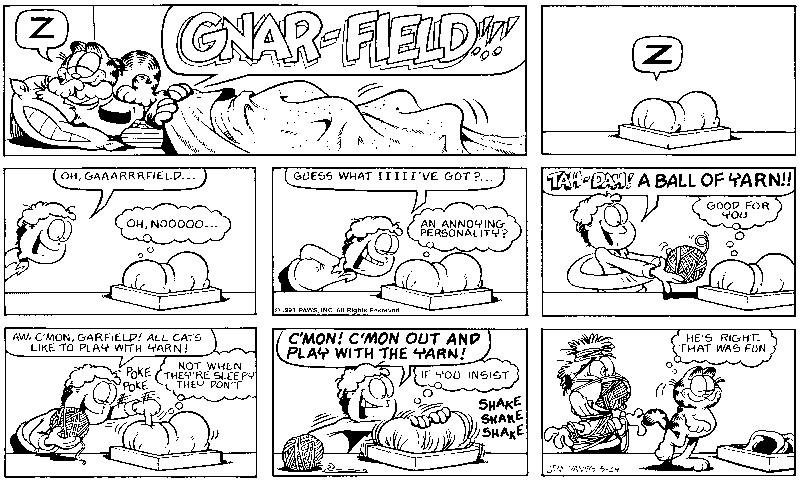 Z
GNAR-FIELD!!!
Z
OH, GAAARRRFIELD...
OH, NOOOOO...
GUESS WHAT IIIII'VE GOT?...
AN ANNOYING
PERSONALITY?
© 1991 PAWS, INC. All Rights Reserved
TAH-DAH! A BALL OF YARN!!
GOOD FOR
YOU
AW, C'MON, GARFIELD! ALL CATS
LIKE TO PLAY WITH YARN!
POKE
POKE
NOT WHEN
THEY'RE SLEEPY
THEY DON'T
C'MON! C'MON OUT AND
PLAY WITH THE YARN!
IF YOU INSIST
SHAKE
SHAKE
SHAKE
HE'S RIGHT.
THAT WAS FUN
JIM DAVIS 3-24